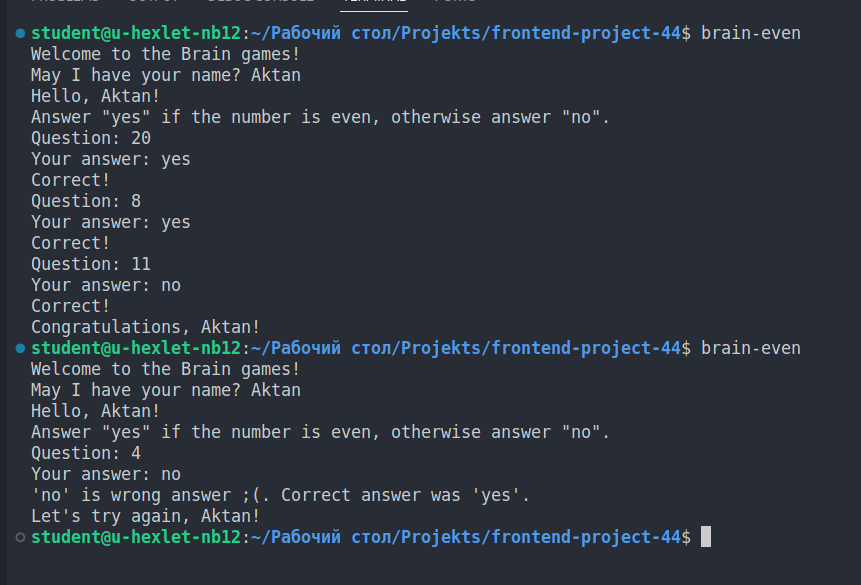 student@u-hexlet-nb12:~/Рабочий стол/Projekts/frontend-project-44$ brain-even
Welcome to the Brain games!
May I have your name? Aktan
Hello, Aktan!
Answer "yes" if the number is even, otherwise answer "no".
Question: 20
Your answer: yes
Correct!
Question: 8
Your answer: yes
Correct!
Question: 11
Your answer: no
Correct!
Congratulations, Aktan!
student@u-hexlet-nb12:~/Рабочий стол/Projekts/frontend-project-44$ brain-even
Welcome to the Brain games!
May I have your name? Aktan
Hello, Aktan!
Answer "yes" if the number is even, otherwise answer "no".
Question: 4
Your answer: no
'no' is wrong answer ;(. Correct answer was 'yes'.
Let's try again, Aktan!
student@u-hexlet-nb12:~/Рабочий стол/Projekts/frontend-project-44$